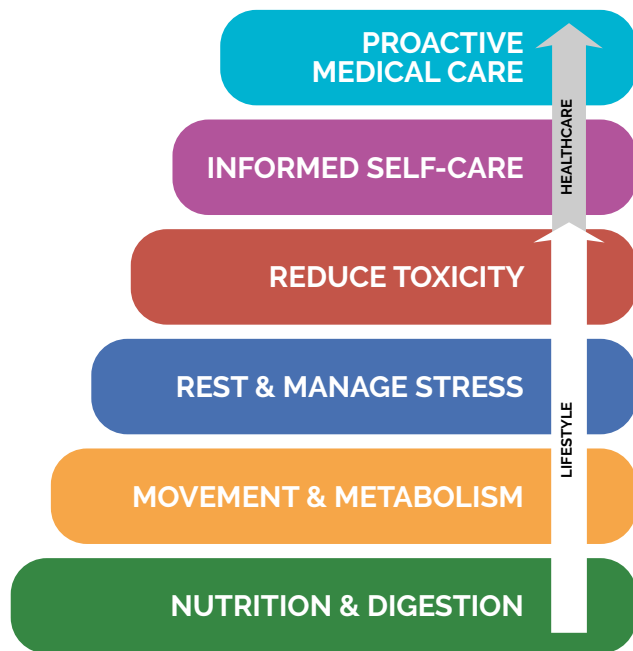 PROACTIVE
MEDICAL CARE
HEALTHCARE
INFORMED SELF-CARE
REDUCE TOXICITY
REST & MANAGE STRESS
LIFESTYLE
MOVEMENT & METABOLISM
NUTRITION & DIGESTION